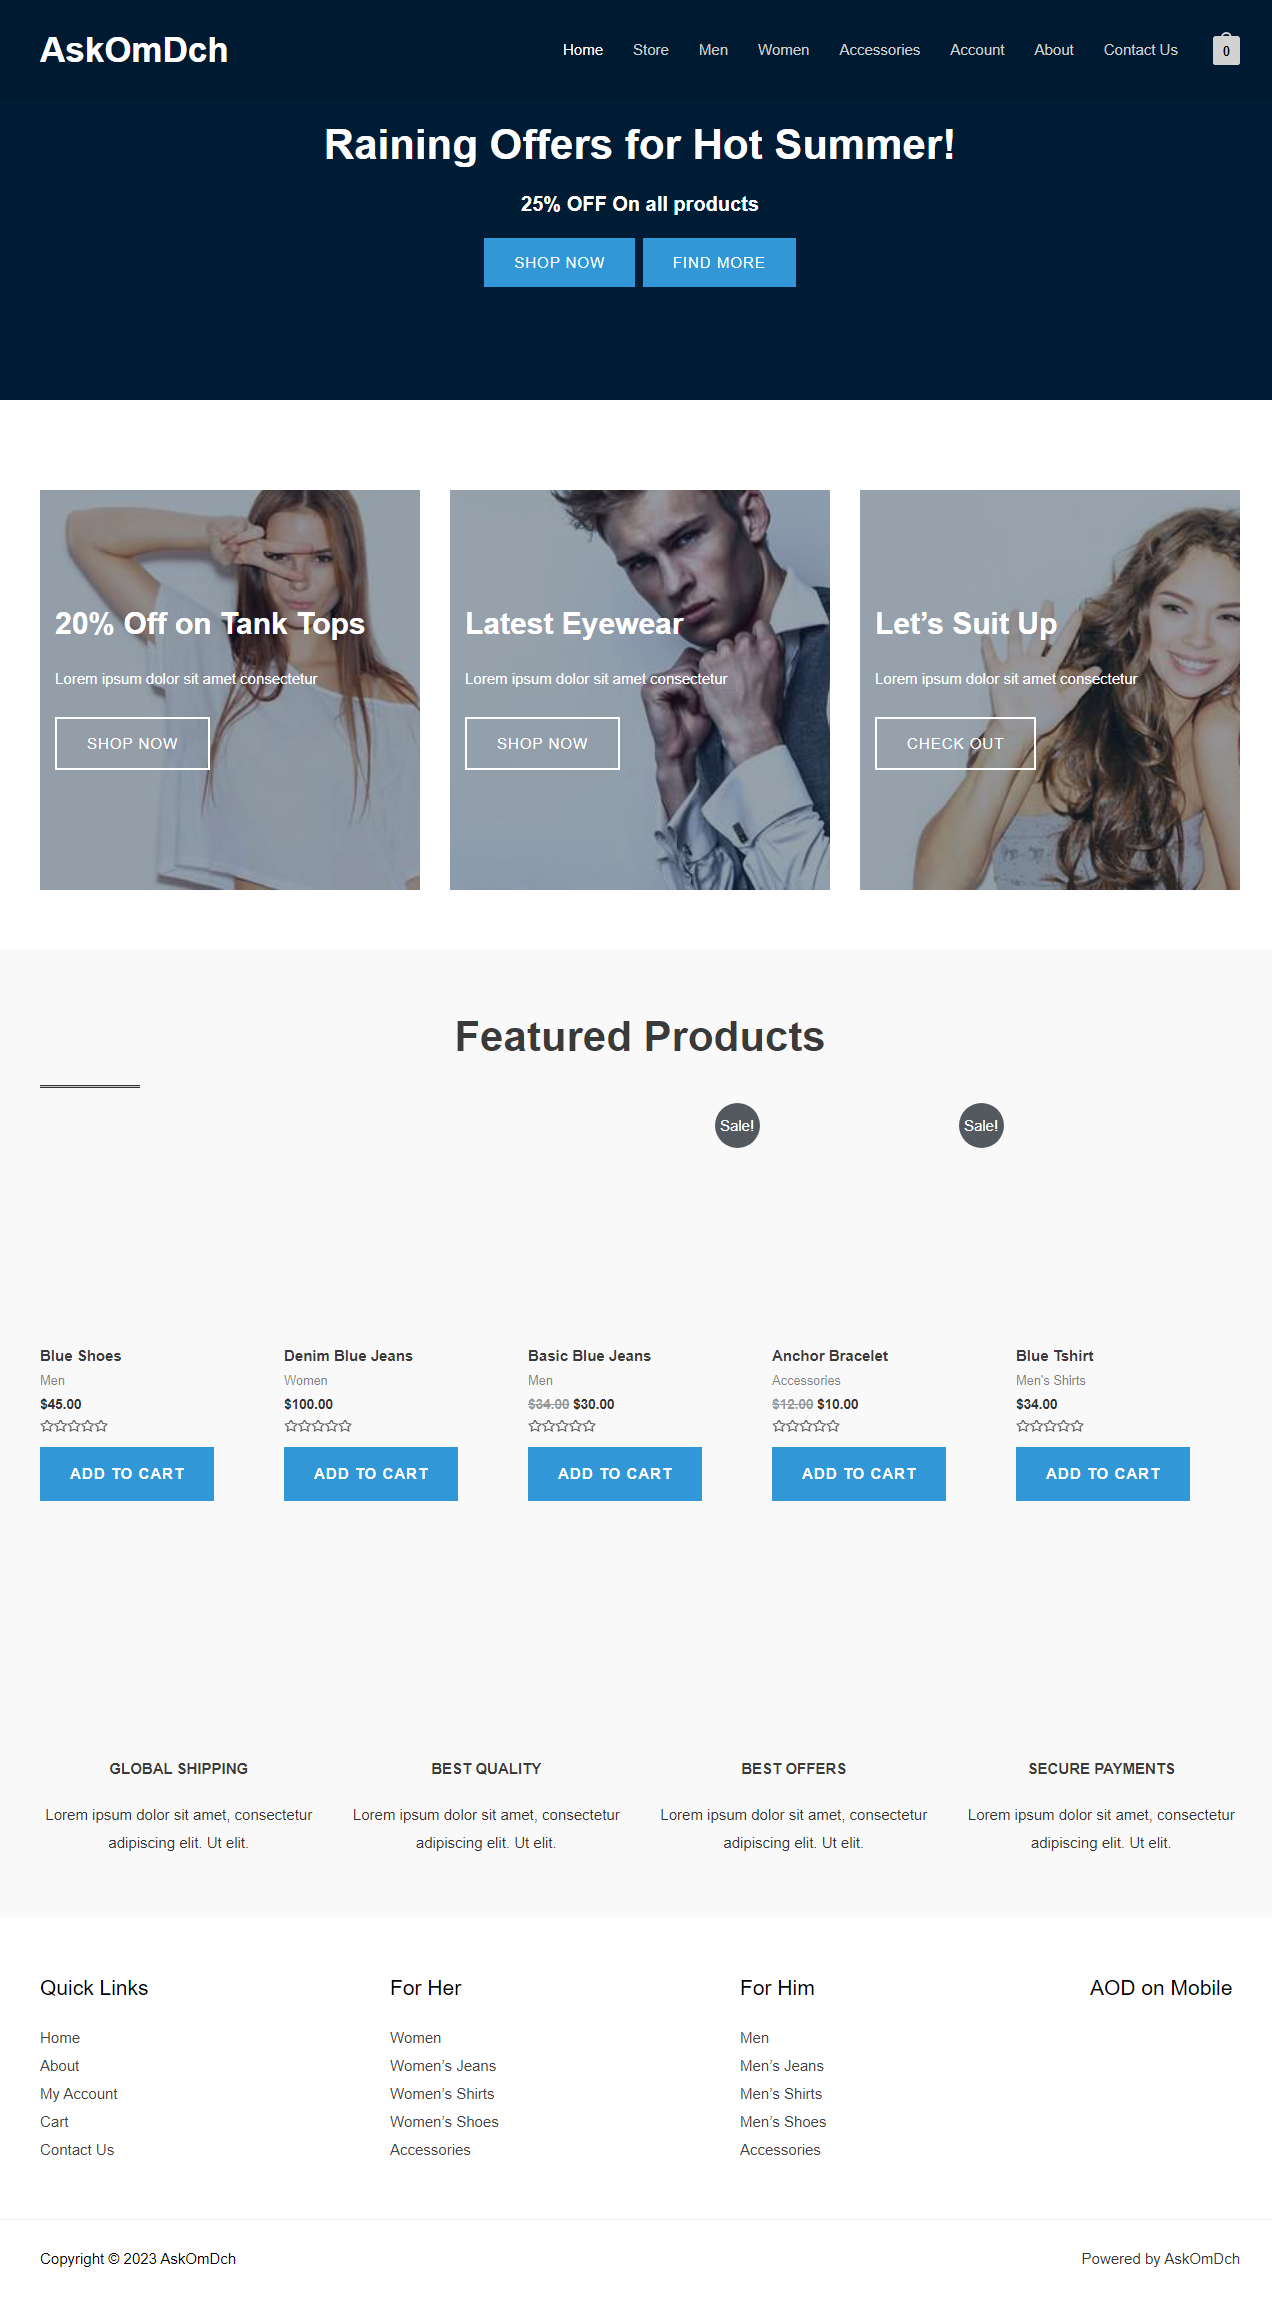 AskOmDch
Home Store Men Women Accessories Account About Contact Us 0
Raining Offers for Hot Summer!
25% OFF On all products
SHOP NOW FIND MORE
20% Off on Tank Tops
Lorem ipsum dolor sit amet consectetur
SHOP NOW
Latest Eyewear
Lorem ipsum dolor sit amet consectetur
SHOP NOW
Let’s Suit Up
Lorem ipsum dolor sit amet consectetur
CHECK OUT
Featured Products
Sale! Sale!
Blue Shoes
Men
$45.00
ADD TO CART
Denim Blue Jeans
Women
$100.00
ADD TO CART
Basic Blue Jeans
Men
$34.00 $30.00
ADD TO CART
Anchor Bracelet
Accessories
$12.00 $10.00
ADD TO CART
Blue Tshirt
Men’s Shirts
$34.00
ADD TO CART
GLOBAL SHIPPING
Lorem ipsum dolor sit amet, consectetur
adipiscing elit. Ut elit.
BEST QUALITY
Lorem ipsum dolor sit amet, consectetur
adipiscing elit. Ut elit.
BEST OFFERS
Lorem ipsum dolor sit amet, consectetur
adipiscing elit. Ut elit.
SECURE PAYMENTS
Lorem ipsum dolor sit amet, consectetur
adipiscing elit. Ut elit.
Quick Links
Home
About
My Account
Cart
Contact Us
For Her
Women
Women’s Jeans
Women’s Shirts
Women’s Shoes
Accessories
For Him
Men
Men’s Jeans
Men’s Shirts
Men’s Shoes
Accessories
AOD on Mobile
Copyright © 2023 AskOmDch
Powered by AskOmDch